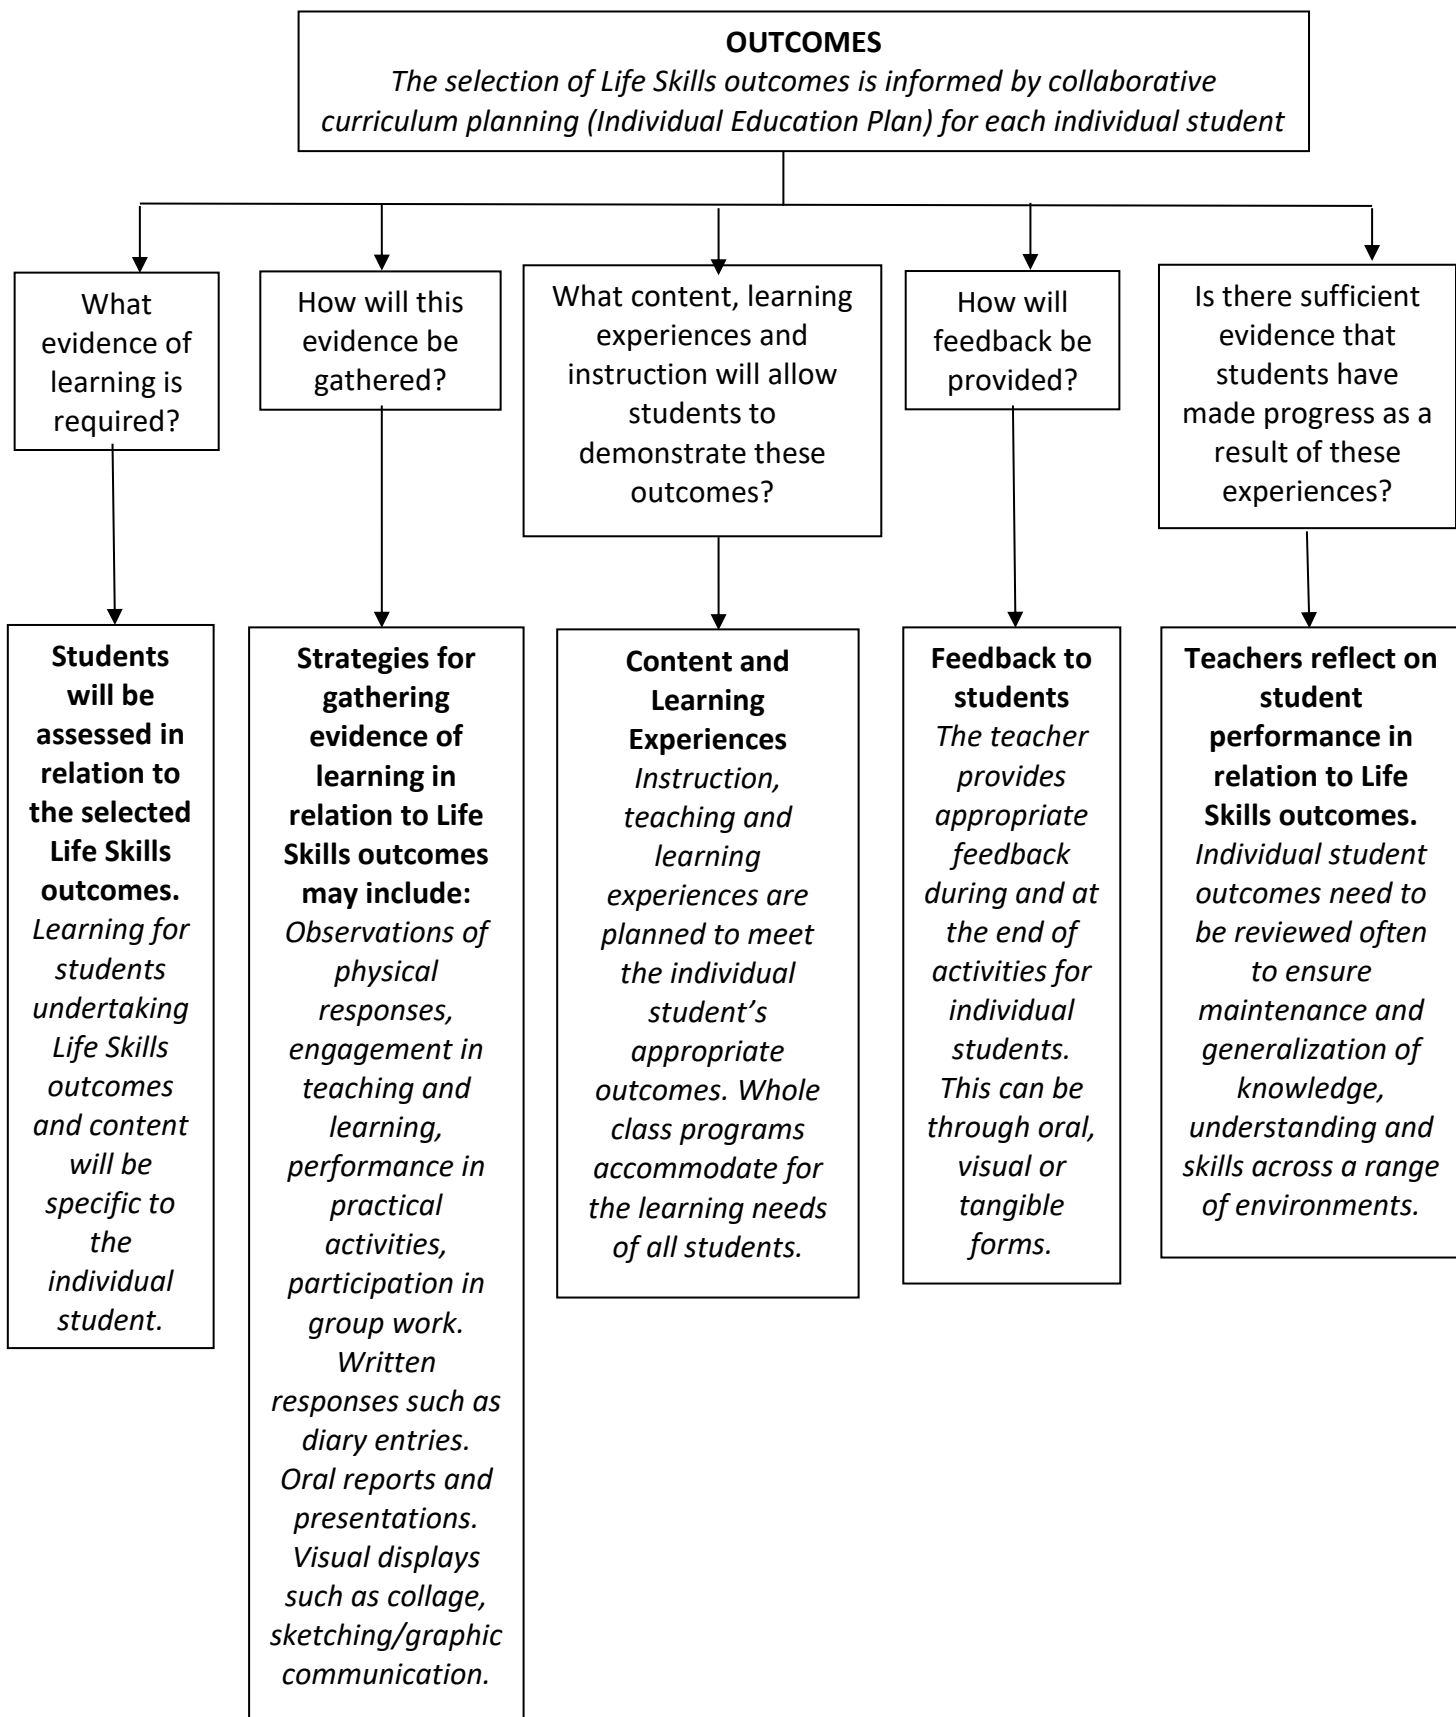 OUTCOMES
The selection of Life Skills outcomes is informed by collaborative
curriculum planning (Individual Education Plan) for each individual student
What
evidence of
learning is
required?
How will this
evidence be
gathered?
What content, learning
experiences and
instruction will allow
students to
demonstrate these
outcomes?
How will
feedback be
provided?
Is there sufficient
evidence that
students have
made progress as a
result of these
experiences?
Students
will be
assessed in
relation to
the selected
Life Skills
outcomes.
Learning for
students
undertaking
Life Skills
outcomes
and content
will be
specific to
the
individual
student.
Strategies for
gathering
evidence of
learning in
relation to Life
Skills outcomes
may include:
Observations of
physical
responses,
engagement in
teaching and
learning,
performance in
practical
activities,
participation in
group work.
Written
responses such as
diary entries.
Oral reports and
presentations.
Visual displays
such as collage,
sketching/graphic
communication.
Content and
Learning
Experiences
Instruction,
teaching and
learning
experiences are
planned to meet
the individual
student’s
appropriate
outcomes. Whole
class programs
accommodate for
the learning needs
of all students.
Feedback to
students
The teacher
provides
appropriate
feedback
during and at
the end of
activities for
individual
students.
This can be
through oral,
visual or
tangible
forms.
Teachers reflect on
student
performance in
relation to Life
Skills outcomes.
Individual student
outcomes need to
be reviewed often
to ensure
maintenance and
generalization of
knowledge,
understanding and
skills across a range
of environments.